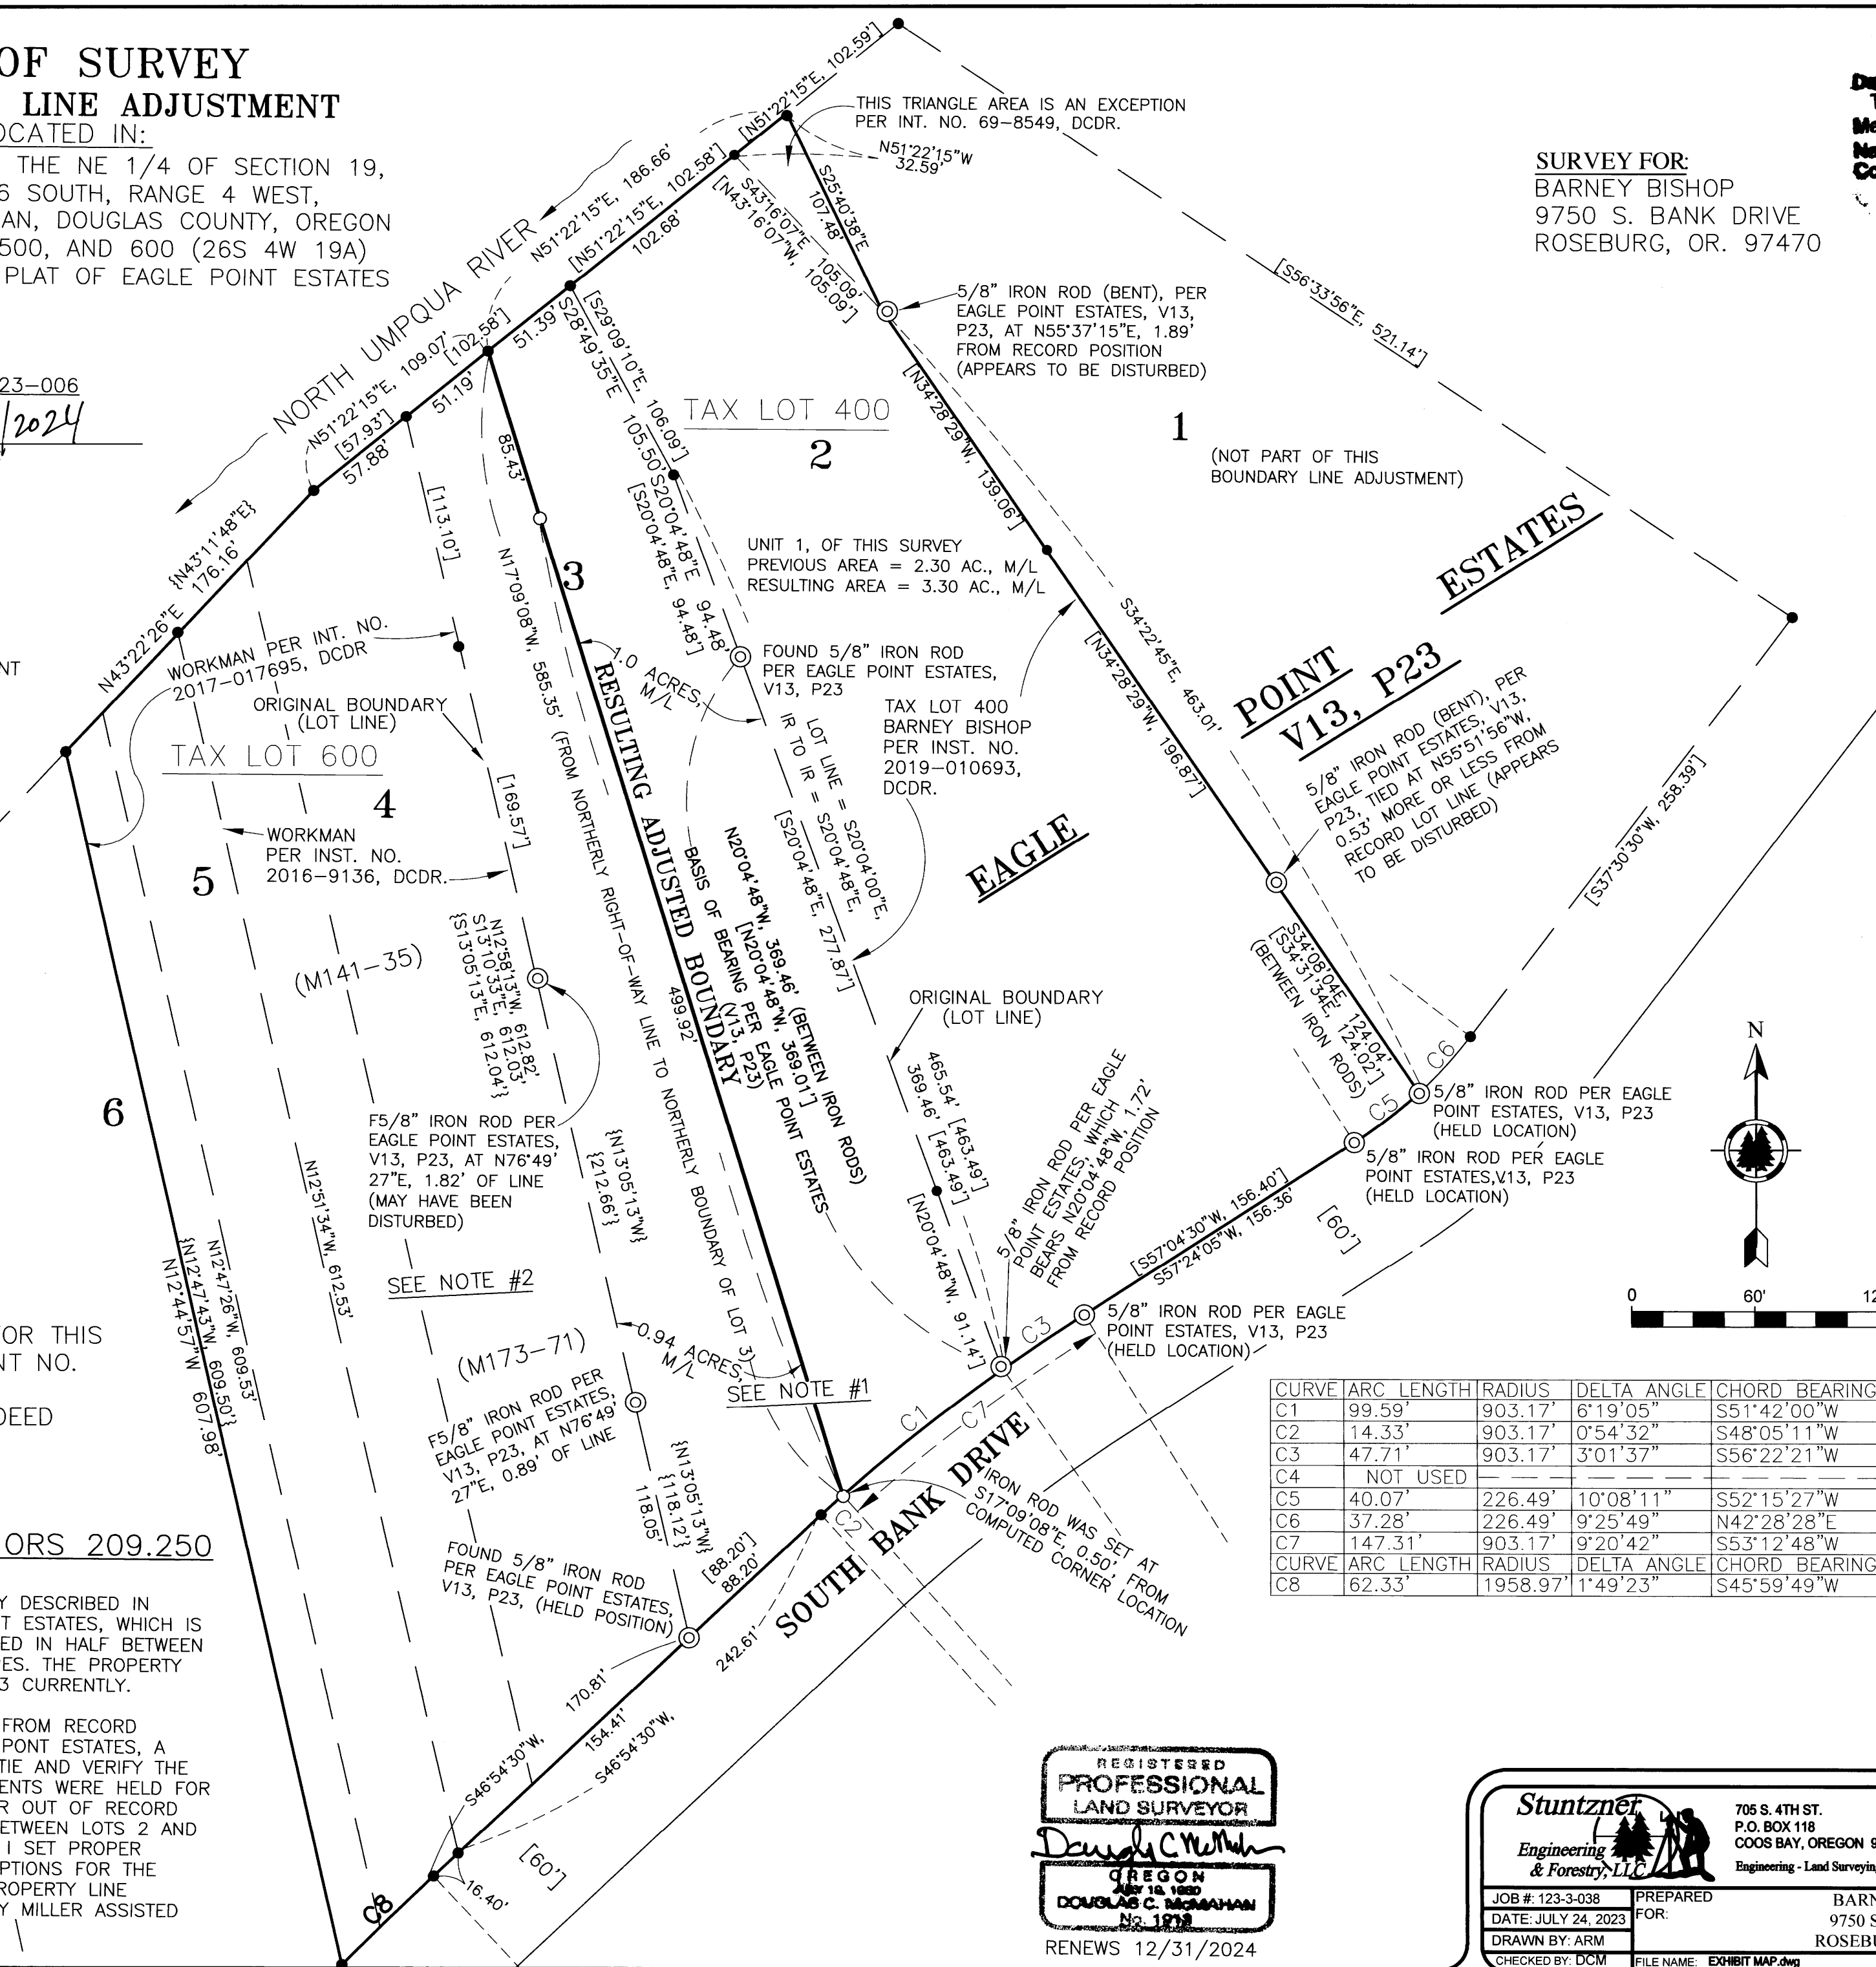 OF SURVEY
LINE ADJUSTMENT
OCATED IN:
THE NE 1/4 OF SECTION 19,
6 SOUTH, RANGE 4 WEST,
AN, DOUGLAS COUNTY, OREGON
500, AND 600 (26S 4W 19A)
PLAT OF EAGLE POINT ESTATES
23-006
/2024
SURVEY FOR:
BARNEY BISHOP
9750 S. BANK DRIVE
ROSEBURG, OR. 97470
[N51°22'15"E, 102.59']
THIS TRIANGLE AREA IS AN EXCEPTION
PER INT. NO. 69-8549, DCDR.
N51°22'15"W
32.59'
N51°22'15"E, 186.66'
[N51°22'15"E, 102.58']
102.68'
S43°16'07"E 105.09'
[N43°16'07"W, 105.09']
S25°40'38"E
107.48'
NORTH UMPQUA RIVER
5/8" IRON ROD (BENT), PER
EAGLE POINT ESTATES, V13,
P23, AT N55°37'15"E, 1.89'
FROM RECORD POSITION
(APPEARS TO BE DISTURBED)
[S56°33'56"E, 521.14']
[102.58']
51.39'
N51°22'15"E, 109.07'
51.19'
[57.93']
57.88'
[S29°09'10"E, 106.09']
S28°49'35"E 105.50'
TAX LOT 400
2
1
(NOT PART OF THIS
BOUNDARY LINE ADJUSTMENT)
[N34°28'29"W, 139.06']
85.43'
[113.10']
S20°04'48"E 94.48'
[S20°04'48"E, 94.48']
{N43°11'48"E}
176.16'
N43°22'26"E
UNIT 1, OF THIS SURVEY
PREVIOUS AREA = 2.30 AC., M/L
RESULTING AREA = 3.30 AC., M/L
3
ESTATES
POINT
V13, P23
EAGLE
WORKMAN PER INT. NO.
2017-017695, DCDR
NT
ORIGINAL BOUNDARY
(LOT LINE)
TAX LOT 600
4
5
6
WORKMAN
PER INST. NO.
2016-9136, DCDR.
[169.57']
N17°09'08"W, 585.35' (FROM NORTHERLY RIGHT-OF-WAY LINE TO NORTHERLY BOUNDARY OF LOT 3)
1.0 ACRES,
M/L
RESULTING ADJUSTED BOUNDARY
499.92'
FOUND 5/8" IRON ROD
PER EAGLE POINT ESTATES,
V13, P23
TAX LOT 400
BARNEY BISHOP
PER INST. NO.
2019-010693,
DCDR.
LOT LINE = S20°04'00"E,
IR TO IR = S20°04'48"E,
[S20°04'48"E, 277.87']
BASIS OF BEARING PER EAGLE POINT ESTATES
(V13, P23)
N20°04'48"W, 369.46' (BETWEEN IRON RODS)
[N20°04'48"W, 369.01']
S34°22'45"E, 463.01'
[N34°28'29"W, 196.87']
5/8" IRON ROD (BENT), PER
EAGLE POINT ESTATES, V13,
P23, TIED AT N55°51'56"W,
0.53' MORE OR LESS FROM
RECORD LOT LINE (APPEARS
TO BE DISTURBED)
[S37°30'30"W, 258.39']
S34°08'04E, 124.04'
[S34°31'34E, 124.02']
(BETWEEN IRON RODS)
(M141-35)
N12°58'13"W, 612.82'
S13°10'33"E, 612.03'
{S13°05'13"E, 612.04'}
ORIGINAL BOUNDARY
(LOT LINE)
465.54' [463.49']
369.46' [463.49']
[N20°04'48"W, 91.14']
5/8" IRON ROD PER EAGLE
POINT ESTATES, WHICH
BEARS N20°04'48"W, 1.72'
FROM RECORD POSITION
C6
C5
5/8" IRON ROD PER EAGLE
POINT ESTATES, V13, P23
(HELD LOCATION)
5/8" IRON ROD PER EAGLE
POINT ESTATES,V13, P23
(HELD LOCATION)
N
F5/8" IRON ROD PER
EAGLE POINT ESTATES,
V13, P23, AT N76°49'
27"E, 1.82' OF LINE
(MAY HAVE BEEN
DISTURBED)
{N13°05'13"W}
{212.66'}
[S57°04'30"W, 156.40']
S57°24'05"W, 156.36'
[60']
N12°51'34"W, 612.53'
N12°47'26"W, 609.53'
{N12°47'43"W, 609.50'}
N12°44'57"W 607.98'
SEE NOTE #2
(M173-71)
0.94 ACRES,
M/L
SEE NOTE #1
C3
5/8" IRON ROD PER EAGLE
POINT ESTATES, V13, P23
(HELD LOCATION)
0 60' 12
FOR THIS
NT NO.
DEED
F5/8" IRON ROD PER
EAGLE POINT ESTATES,
V13, P23, AT N76°49'
27"E, 0.89' OF LINE
{N13°05'13"W}
{118.12'}
118.05'
C1
C7
C2
SOUTH BANK DRIVE
IRON ROD WAS SET AT
S17°09'08"E, 0.50', FROM
COMPUTED CORNER LOCATION
CURVE ARC LENGTH RADIUS DELTA ANGLE CHORD BEARING
C1 99.59' 903.17' 6°19'05" S51°42'00"W
C2 14.33' 903.17' 0°54'32" S48°05'11"W
C3 47.71' 903.17' 3°01'37" S56°22'21"W
C4 NOT USED
C5 40.07' 226.49' 10°08'11" S52°15'27"W
C6 37.28' 226.49' 9°25'49" N42°28'28"E
C7 147.31' 903.17' 9°20'42" S53°12'48"W
CURVE ARC LENGTH RADIUS DELTA ANGLE CHORD BEARING
C8 62.33' 1958.97' 1°49'23" S45°59'49"W
ORS 209.250
FOUND 5/8" IRON ROD
PER EAGLE POINT ESTATES,
V13, P23, (HELD POSITION)
[88.20']
88.20'
242.61'
170.81'
S46°54'30"W,
154.41'
S46°54'30"W,
16.40'
[60']
C8
Y DESCRIBED IN
T ESTATES, WHICH IS
ED IN HALF BETWEEN
ES. THE PROPERTY
3 CURRENTLY.
FROM RECORD
PONT ESTATES, A
TIE AND VERIFY THE
ENTS WERE HELD FOR
R OUT OF RECORD
ETWEEN LOTS 2 AND
I SET PROPER
PTIONS FOR THE
ROPERTY LINE
Y MILLER ASSISTED
REGISTERED
PROFESSIONAL
LAND SURVEYOR
OREGON
DOUGLAS C. McMAHAN
RENEWS 12/31/2024
Stuntzner
Engineering
& Forestry, LLC
705 S. 4TH ST.
P.O. BOX 118
COOS BAY, OREGON 9
Engineering - Land Surveying
JOB #: 123-3-038
DATE: JULY 24, 2023
DRAWN BY: ARM
CHECKED BY: DCM
PREPARED
FOR:
BARN
9750 S
ROSEBU
FILE NAME: EXHIBIT MAP.dwg